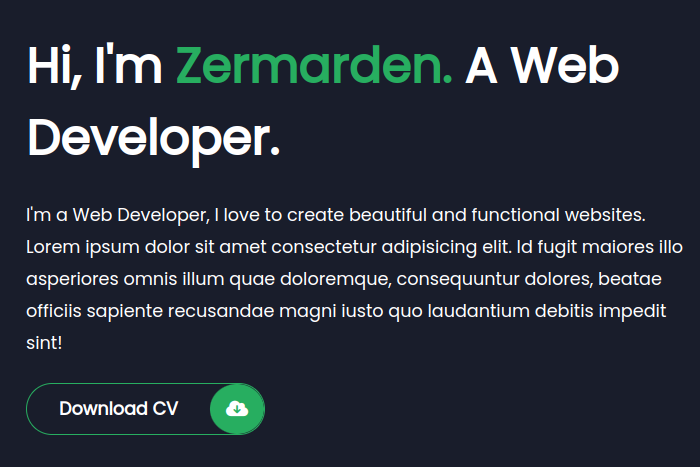 Hi, I'm Zermarden. A Web
Developer.
I'm a Web Developer, I love to create beautiful and functional websites.
Lorem ipsum dolor sit amet consectetur adipisicing elit. Id fugit maiores illo
asperiores omnis illum quae doloremque, consequuntur dolores, beatae
officiis sapiente recusandae magni iusto quo laudantium debitis impedit
sint!
Download CV